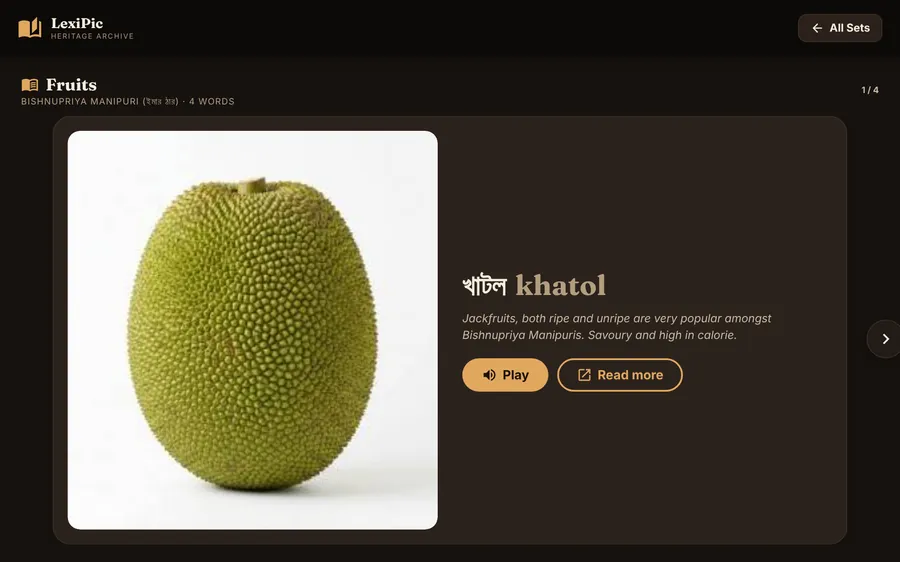 LexiPic
HERITAGE ARCHIVE
All Sets
Fruits
BISHNUPRIYA MANIPURI (ইমার ঠার) · 4 WORDS
1 / 4
খাটল khatol
Jackfruits, both ripe and unripe are very popular amongst
Bishnupriya Manipuris. Savoury and high in calorie.
Play
Read more